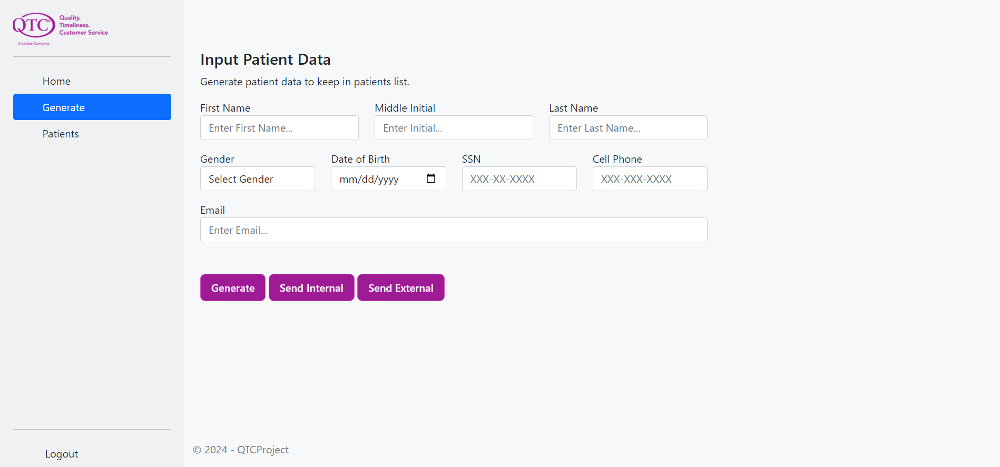 QTC®
Quality.
Timeliness.
Customer Service
A Leidos Company
Home
Generate
Patients
Logout
Input Patient Data
Generate patient data to keep in patients list.
First Name
Middle Initial
Last Name
Enter First Name...
Enter Initial...
Enter Last Name...
Gender
Date of Birth
SSN
Cell Phone
Select Gender
mm/dd/yyyy
XXX-XX-XXXX
XXX-XXX-XXXX
Email
Enter Email...
Generate
Send Internal
Send External
© 2024 - QTCProject